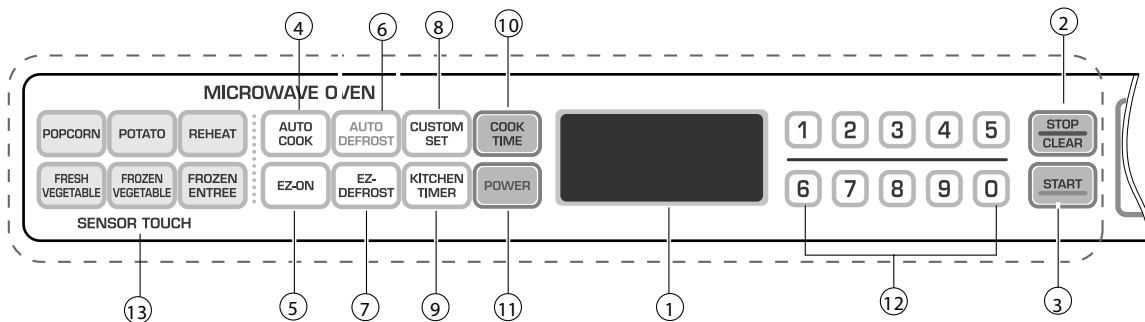 4 6 8 10 2
MICROWAVE OVEN
POPCORN POTATO REHEAT
AUTO COOK
AUTO DEFROST
CUSTOM SET
COOK TIME
1 2 3 4 5
STOP
CLEAR
FRESH VEGETABLE
FROZEN VEGETABLE
FROZEN ENTREE
EZ-ON
EZ-DEFROST
KITCHEN TIMER
POWER
6 7 8 9 0
START
SENSOR TOUCH
13 5 7 9 11 1 12 3